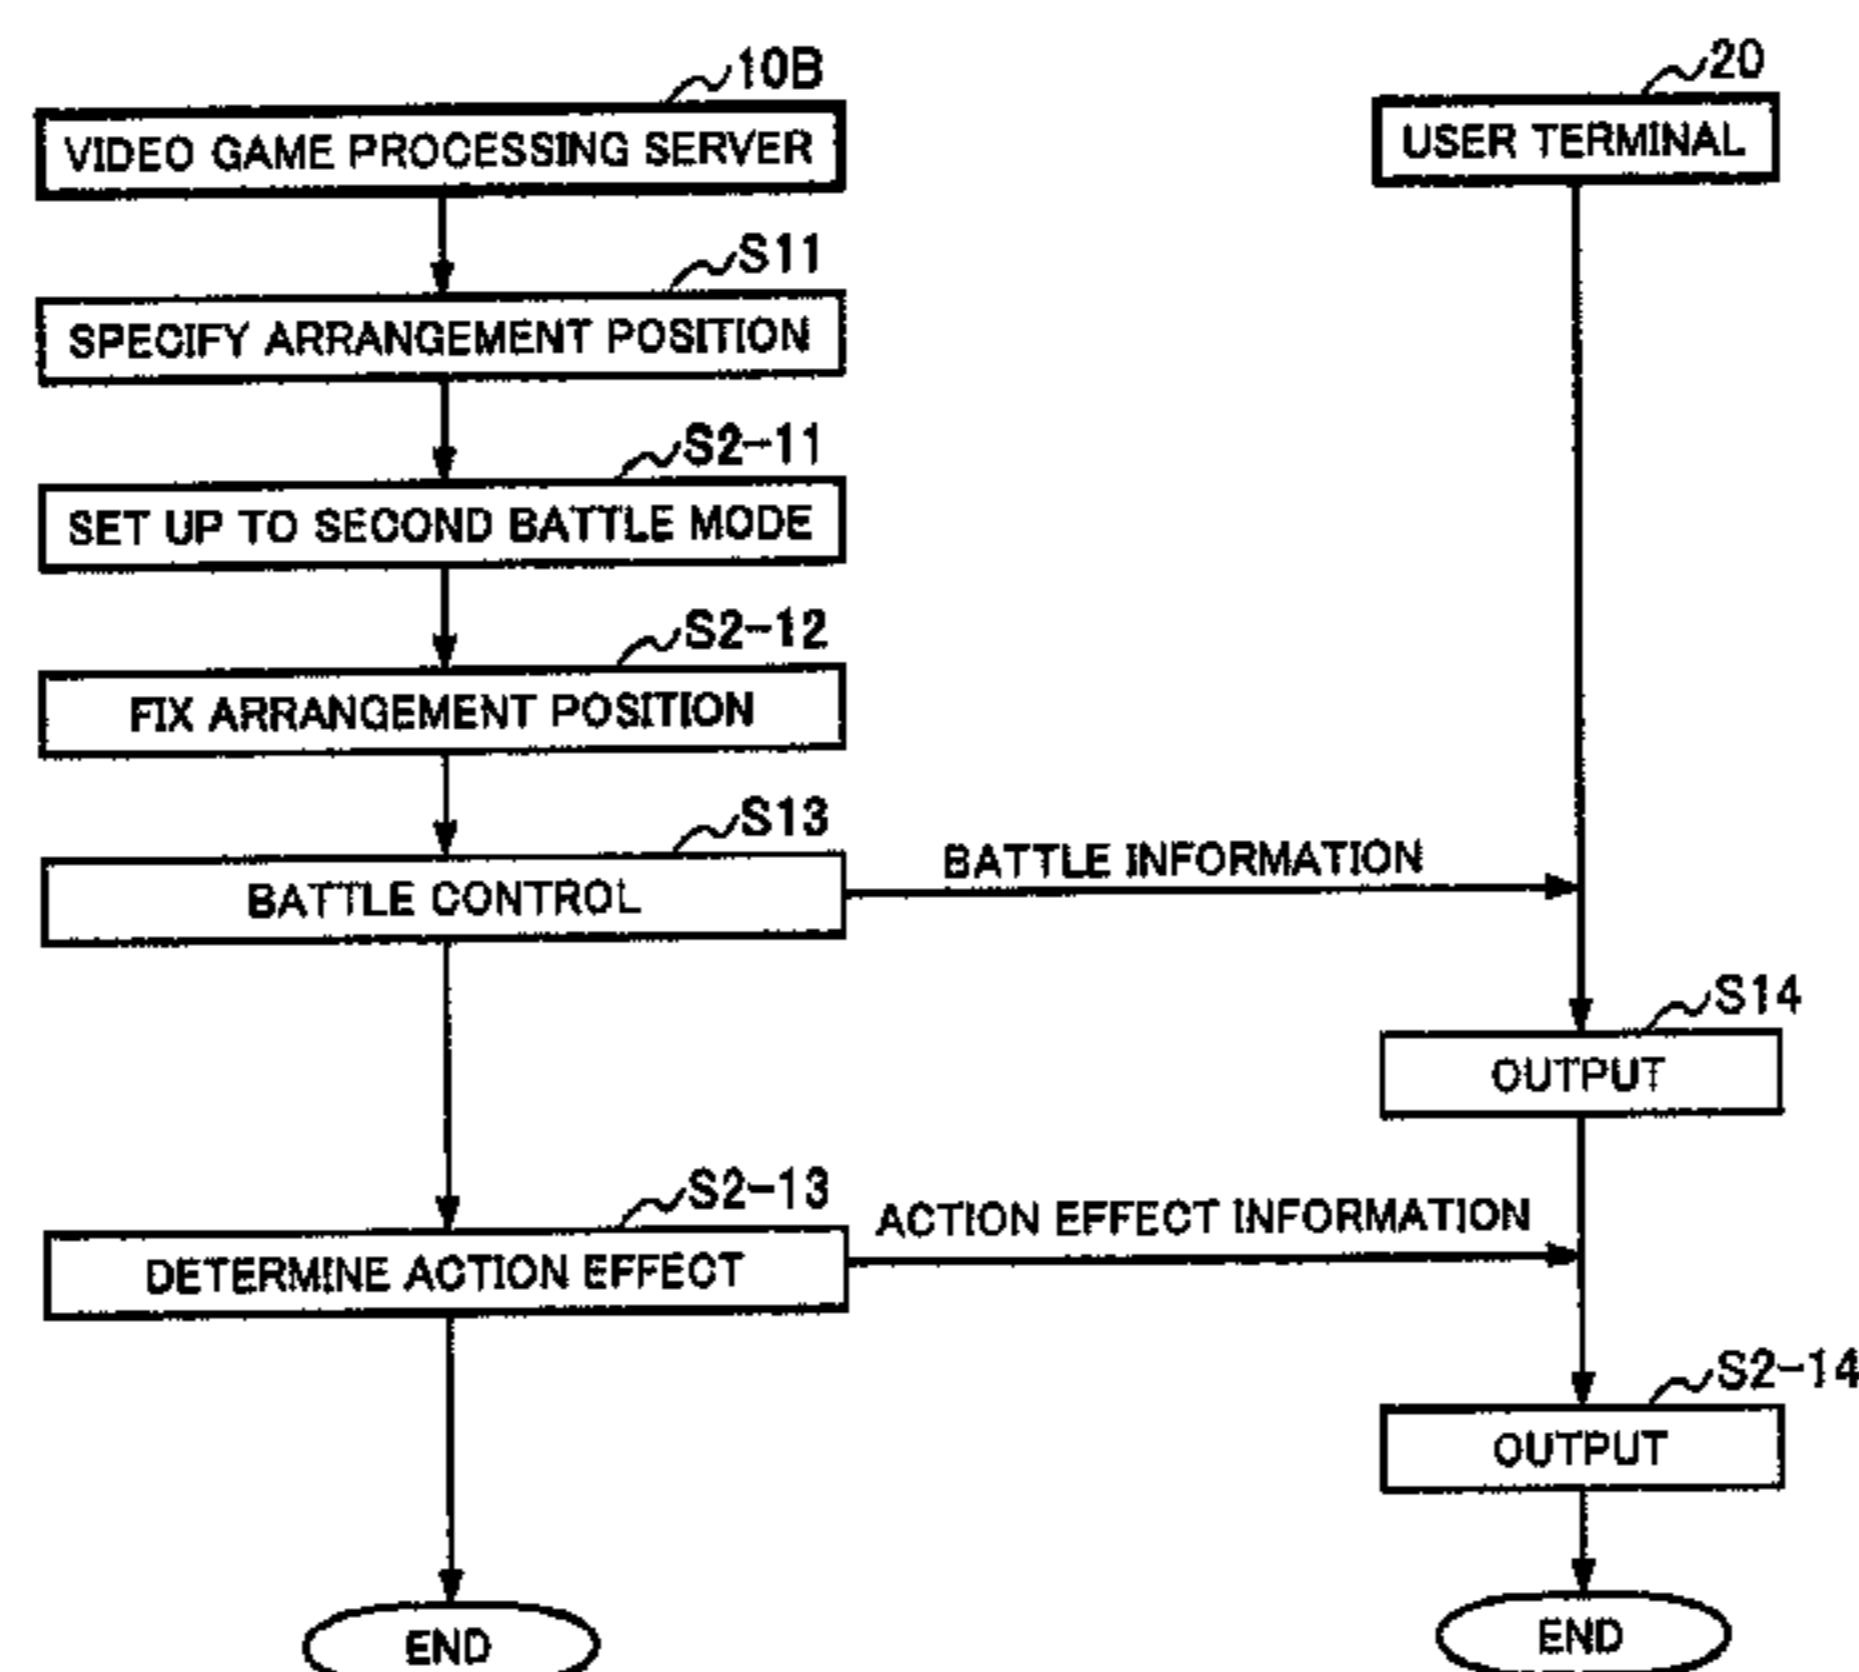 10B
VIDEO GAME PROCESSING SERVER
20
USER TERMINAL
S11
SPECIFY ARRANGEMENT POSITION
S2-11
SET UP TO SECOND BATTLE MODE
S2-12
FIX ARRANGEMENT POSITION
S13
BATTLE CONTROL
BATTLE INFORMATION
S14
OUTPUT
S2-13
DETERMINE ACTION EFFECT
ACTION EFFECT INFORMATION
S2-14
OUTPUT
END
END